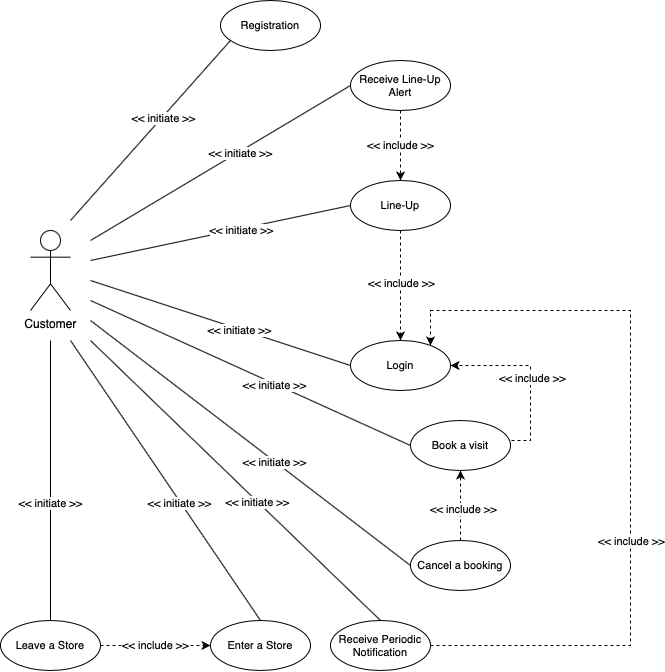 Registration
Receive Line-Up
Alert
<< initiate >>
<< include >>
<< initiate >>
Line-Up
<< initiate >>
<< include >>
Customer
<< initiate >>
Login
<< include >>
<< initiate >>
Book a visit
<< initiate >>
<< initiate >>
<< initiate >>
<< initiate >>
<< include >>
<< include >>
Cancel a booking
Leave a Store
<< include >>
Enter a Store
Receive Periodic
Notification